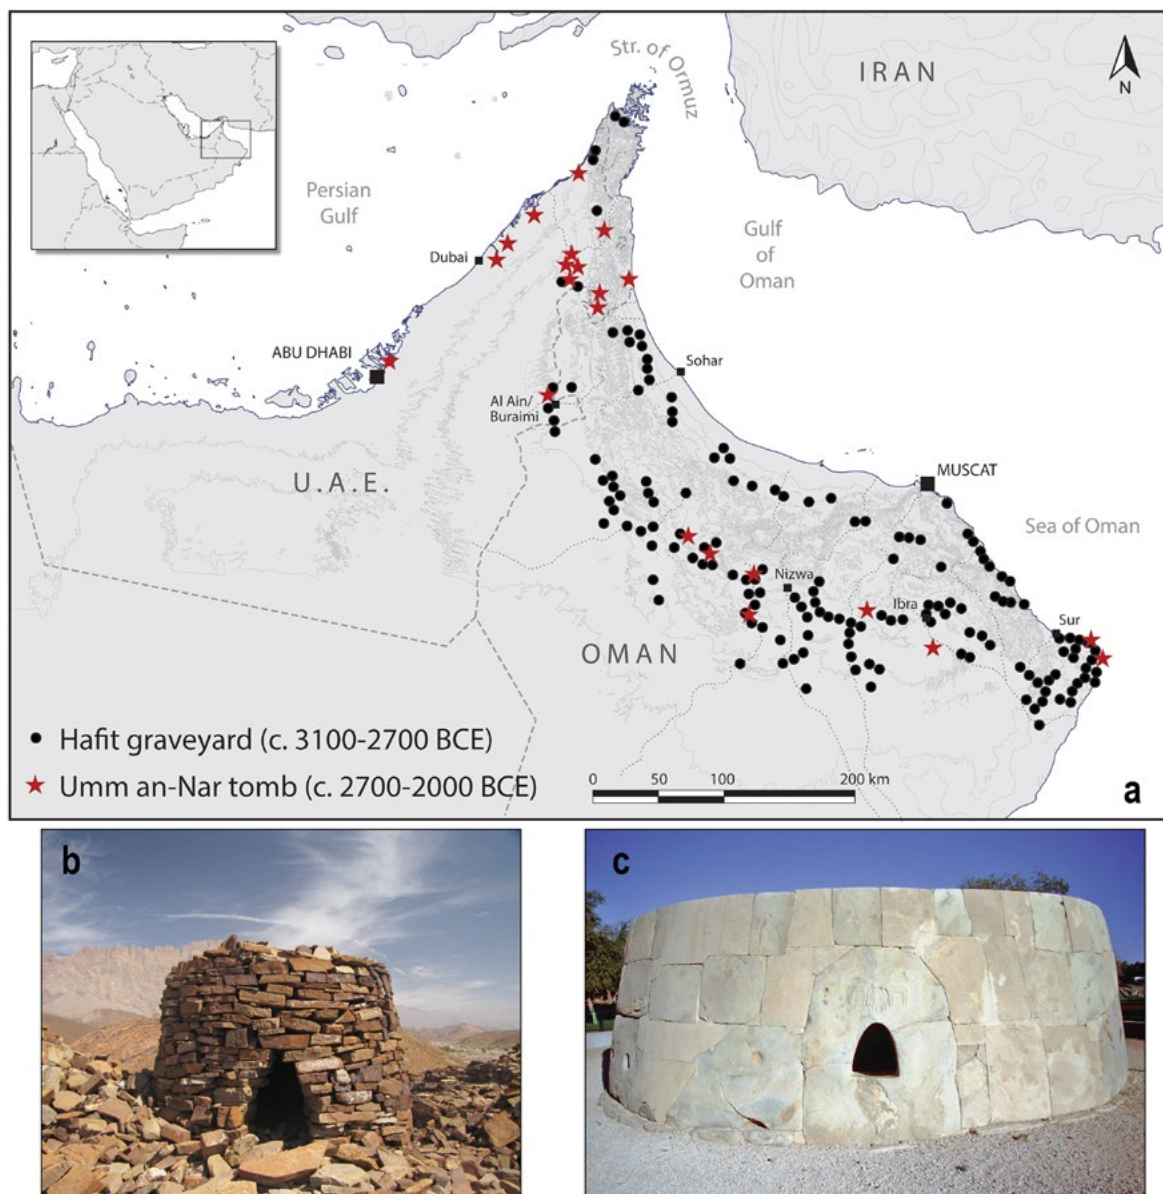 Str. of Ormuz
IRAN
N
Persian
Gulf
Gulf
of
Oman
Dubai
ABU DHABI
Sohar
Al Ain/
Buraimi
U.A.E.
MUSCAT
Sea of Oman
Nizwa
Ibra
Sur
OMAN
Hafit graveyard (c. 3100-2700 BCE)
Umm an-Nar tomb (c. 2700-2000 BCE)
0 50 100 200 km
a
b
c